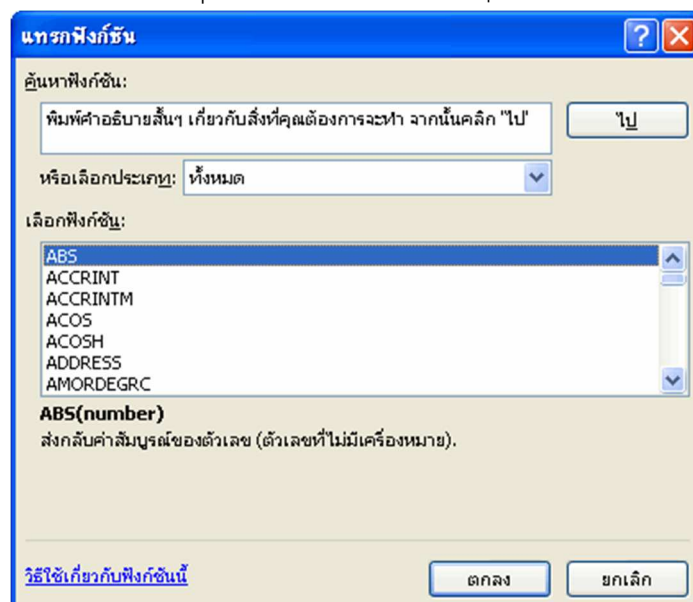 แทรกฟังก์ชัน
ค้นหาฟังก์ชัน:
พิมพ์คำอธิบายสั้นๆ เกี่ยวกับสิ่งที่คุณต้องการจะทำ จากนั้นคลิก "ไป"
ไป
หรือเลือกประเภท: ทั้งหมด
เลือกฟังก์ชัน:
ABS
ACCRINT
ACCRINTM
ACOS
ACOSH
ADDRESS
AMORDEGRC
ABS(number)
ส่งกลับค่าสัมบูรณ์ของตัวเลข (ตัวเลขที่ไม่มีเครื่องหมาย).
วิธีใช้เกี่ยวกับฟังก์ชันนี้
ตกลง
ยกเลิก